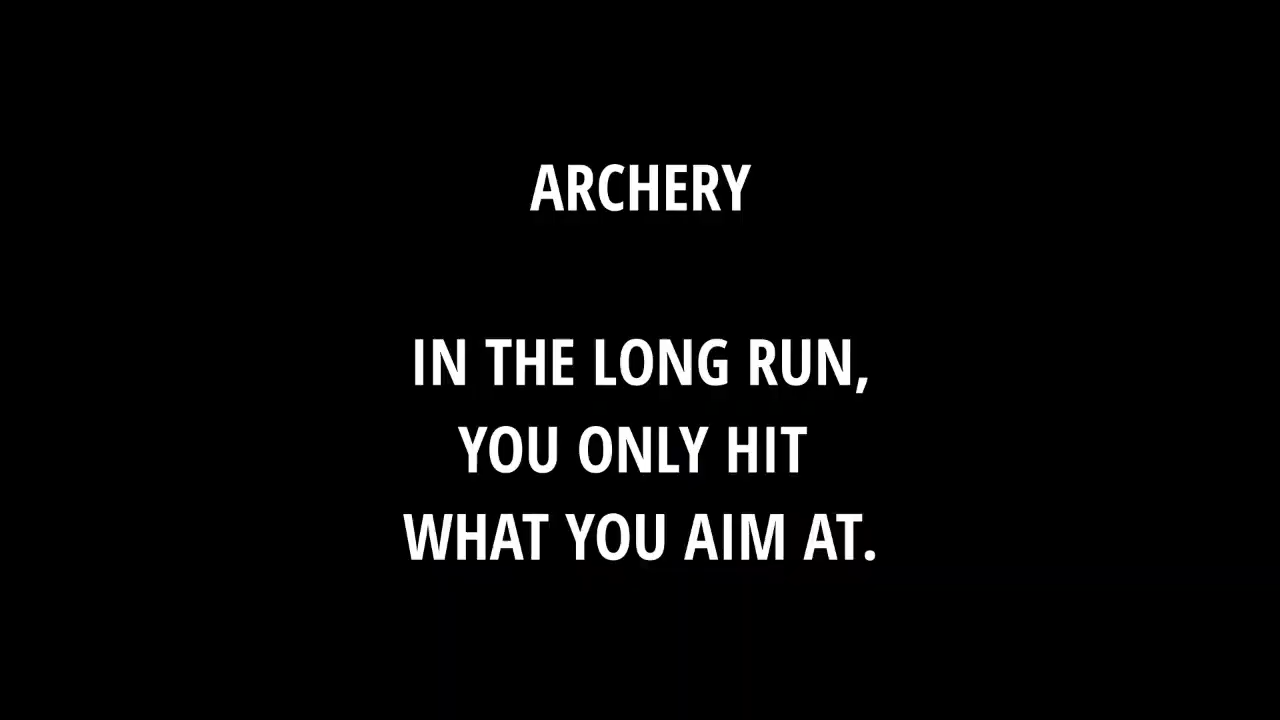 ARCHERY
IN THE LONG RUN,
YOU ONLY HIT
WHAT YOU AIM AT.